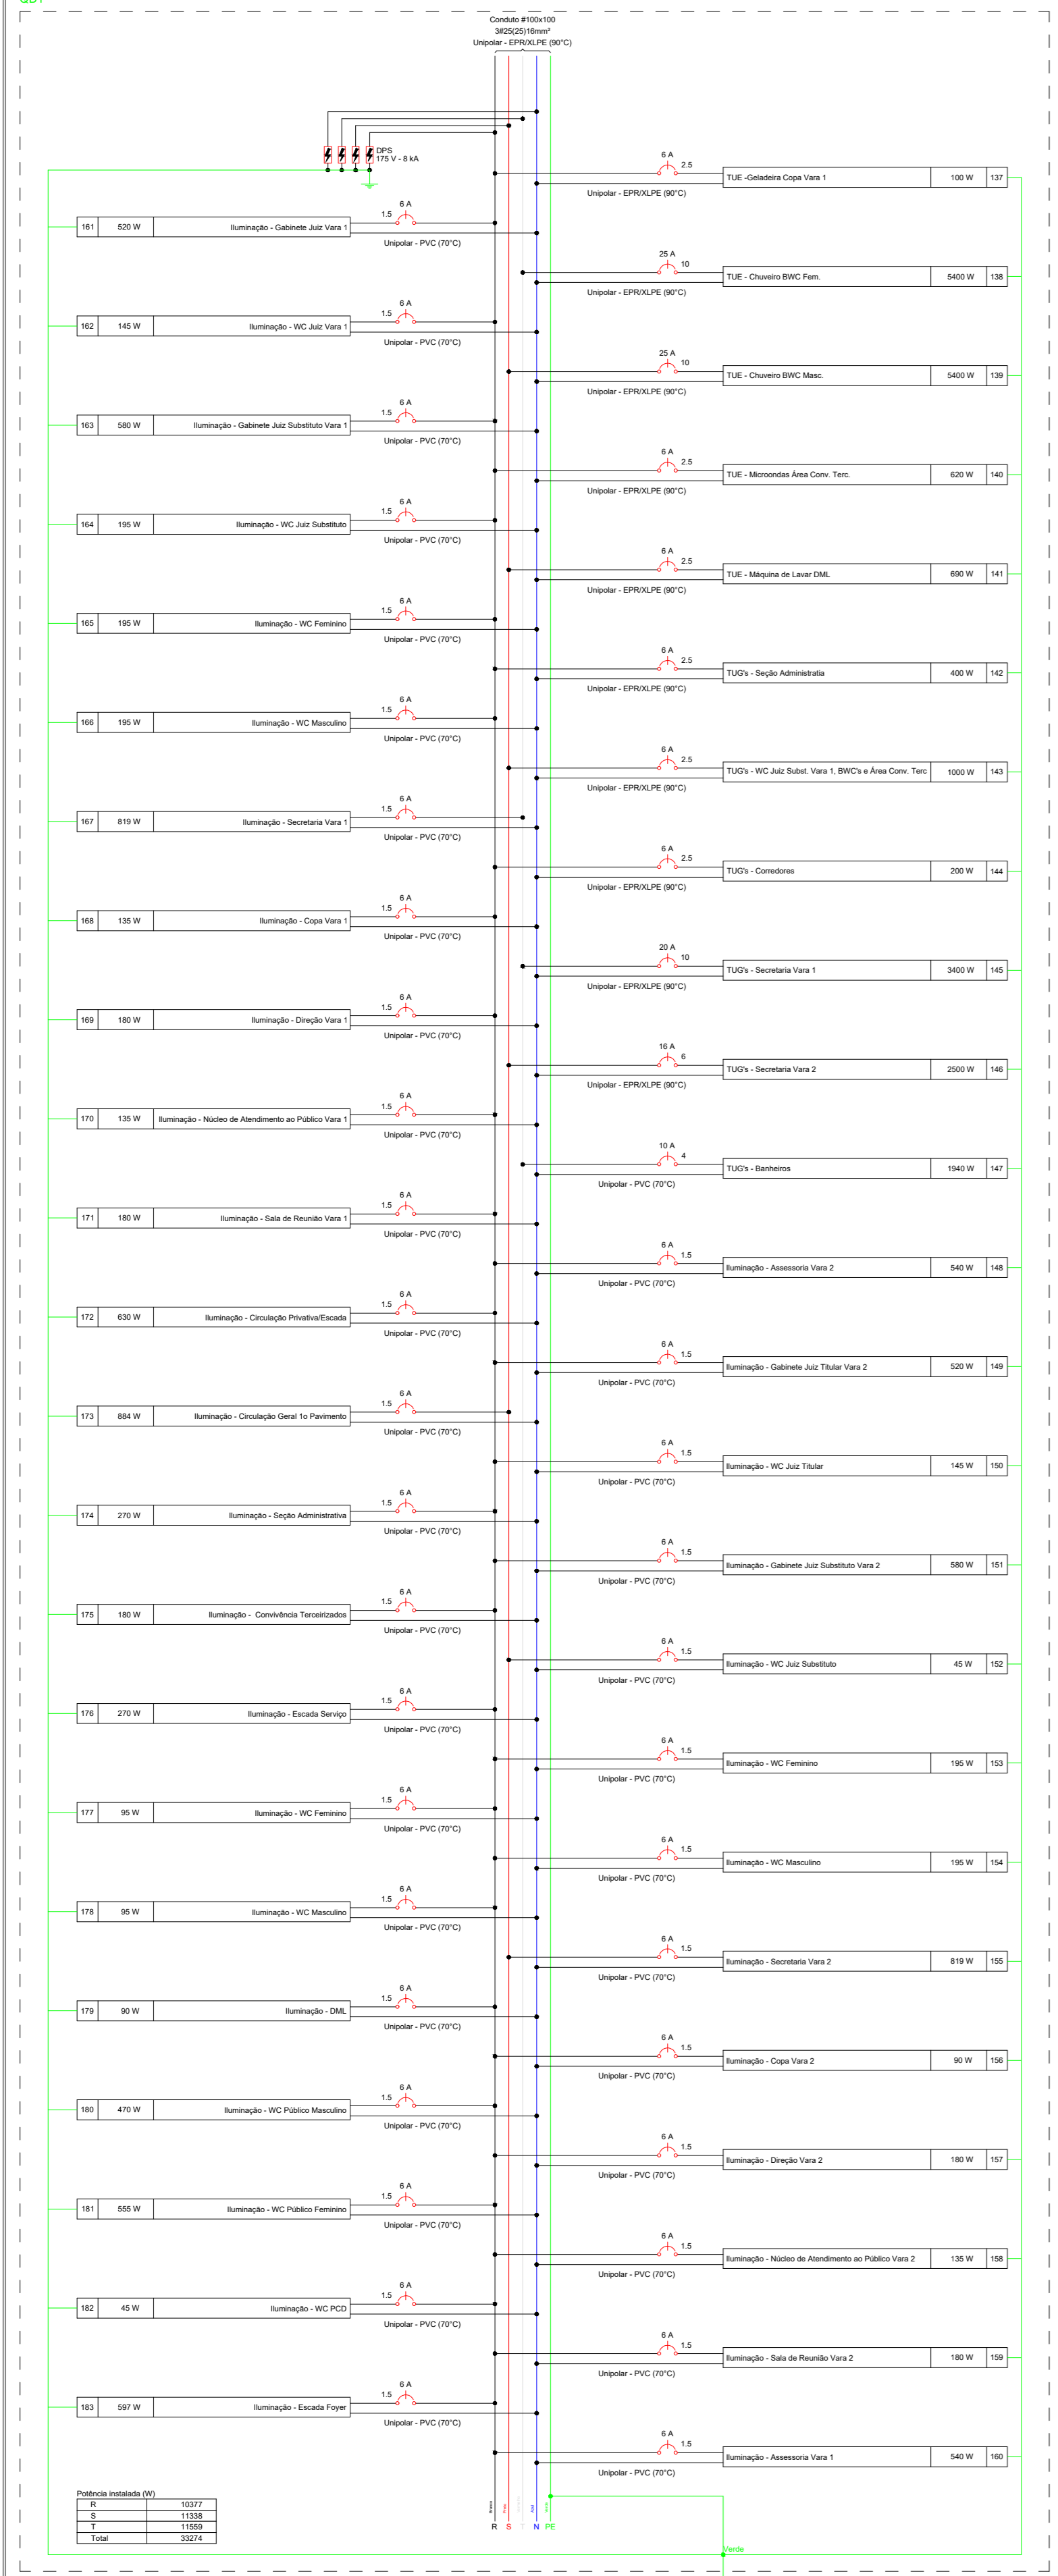 QD1
Conduto #100x100
3#25(25)16mm²
Unipolar - EPR/XLPE (90°C)
DPS
175 V - 8 kA
6 A
2.5
TUE -Geladeira Copa Vara 1 100 W 137
Unipolar - EPR/XLPE (90°C)
6 A
1.5
161 520 W Iluminação - Gabinete Juiz Vara 1
Unipolar - PVC (70°C)
25 A
10
TUE - Chuveiro BWC Fem. 5400 W 138
Unipolar - EPR/XLPE (90°C)
6 A
1.5
162 145 W Iluminação - WC Juiz Vara 1
Unipolar - PVC (70°C)
25 A
10
TUE - Chuveiro BWC Masc. 5400 W 139
Unipolar - EPR/XLPE (90°C)
6 A
1.5
163 580 W Iluminação - Gabinete Juiz Substituto Vara 1
Unipolar - PVC (70°C)
6 A
2.5
TUE - Microondas Área Conv. Terc. 620 W 140
Unipolar - EPR/XLPE (90°C)
6 A
1.5
164 195 W Iluminação - WC Juiz Substituto
Unipolar - PVC (70°C)
6 A
2.5
TUE - Máquina de Lavar DML 690 W 141
Unipolar - EPR/XLPE (90°C)
6 A
1.5
165 195 W Iluminação - WC Feminino
Unipolar - PVC (70°C)
6 A
2.5
TUG's - Seção Administratia 400 W 142
Unipolar - EPR/XLPE (90°C)
6 A
1.5
166 195 W Iluminação - WC Masculino
Unipolar - PVC (70°C)
6 A
2.5
TUG's - WC Juiz Subst. Vara 1, BWC's e Área Conv. Terc 1000 W 143
Unipolar - EPR/XLPE (90°C)
6 A
1.5
167 819 W Iluminação - Secretaria Vara 1
Unipolar - PVC (70°C)
6 A
2.5
TUG's - Corredores 200 W 144
Unipolar - EPR/XLPE (90°C)
6 A
1.5
168 135 W Iluminação - Copa Vara 1
Unipolar - PVC (70°C)
20 A
10
TUG's - Secretaria Vara 1 3400 W 145
Unipolar - EPR/XLPE (90°C)
6 A
1.5
169 180 W Iluminação - Direção Vara 1
Unipolar - PVC (70°C)
16 A
6
TUG's - Secretaria Vara 2 2500 W 146
Unipolar - EPR/XLPE (90°C)
6 A
1.5
170 135 W Iluminação - Núcleo de Atendimento ao Público Vara 1
Unipolar - PVC (70°C)
10 A
4
TUG's - Banheiros 1940 W 147
Unipolar - PVC (70°C)
6 A
1.5
171 180 W Iluminação - Sala de Reunião Vara 1
Unipolar - PVC (70°C)
6 A
1.5
Iluminação - Assessoria Vara 2 540 W 148
Unipolar - PVC (70°C)
6 A
1.5
172 630 W Iluminação - Circulação Privativa/Escada
Unipolar - PVC (70°C)
6 A
1.5
Iluminação - Gabinete Juiz Titular Vara 2 520 W 149
Unipolar - PVC (70°C)
6 A
1.5
173 884 W Iluminação - Circulação Geral 1o Pavimento
Unipolar - PVC (70°C)
6 A
1.5
Iluminação - WC Juiz Titular 145 W 150
Unipolar - PVC (70°C)
6 A
1.5
174 270 W Iluminação - Seção Administrativa
Unipolar - PVC (70°C)
6 A
1.5
Iluminação - Gabinete Juiz Substituto Vara 2 580 W 151
Unipolar - PVC (70°C)
6 A
1.5
175 180 W Iluminação - Convivência Terceirizados
Unipolar - PVC (70°C)
6 A
1.5
Iluminação - WC Juiz Substituto 45 W 152
Unipolar - PVC (70°C)
6 A
1.5
176 270 W Iluminação - Escada Serviço
Unipolar - PVC (70°C)
6 A
1.5
Iluminação - WC Feminino 195 W 153
Unipolar - PVC (70°C)
6 A
1.5
177 95 W Iluminação - WC Feminino
Unipolar - PVC (70°C)
6 A
1.5
Iluminação - WC Masculino 195 W 154
Unipolar - PVC (70°C)
6 A
1.5
178 95 W Iluminação - WC Masculino
Unipolar - PVC (70°C)
6 A
1.5
Iluminação - Secretaria Vara 2 819 W 155
Unipolar - PVC (70°C)
6 A
1.5
179 90 W Iluminação - DML
Unipolar - PVC (70°C)
6 A
1.5
Iluminação - Copa Vara 2 90 W 156
Unipolar - PVC (70°C)
6 A
1.5
180 470 W Iluminação - WC Público Masculino
Unipolar - PVC (70°C)
6 A
1.5
Iluminação - Direção Vara 2 180 W 157
Unipolar - PVC (70°C)
6 A
1.5
181 555 W Iluminação - WC Público Feminino
Unipolar - PVC (70°C)
6 A
1.5
Iluminação - Núcleo de Atendimento ao Público Vara 2 135 W 158
Unipolar - PVC (70°C)
6 A
1.5
182 45 W Iluminação - WC PCD
Unipolar - PVC (70°C)
6 A
1.5
Iluminação - Sala de Reunião Vara 2 180 W 159
Unipolar - PVC (70°C)
6 A
1.5
183 597 W Iluminação - Escada Foyer
Unipolar - PVC (70°C)
6 A
1.5
Iluminação - Assessoria Vara 1 540 W 160
Unipolar - PVC (70°C)
Potência instalada (W)
R 10377
S 11338
T 11559
Total 33274
R S T N PE
Verde